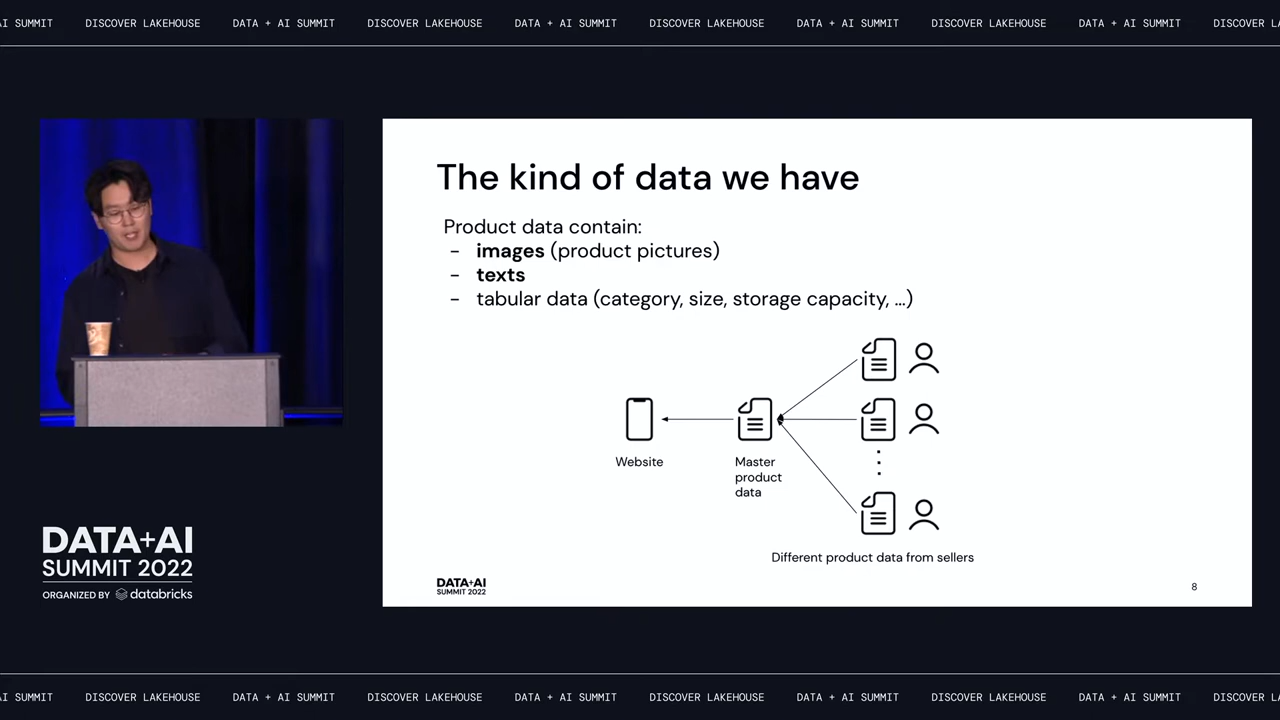 AI SUMMIT DISCOVER LAKEHOUSE DATA + AI SUMMIT DISCOVER LAKEHOUSE DATA + AI SUMMIT DISCOVER LAKEHOUSE DATA + AI SUMMIT DISCOVER LAKEHOUSE DATA + AI SUMMIT DISCOVER L
The kind of data we have
Product data contain:
- images (product pictures)
- texts
- tabular data (category, size, storage capacity, ...)
Website
Master
product
data
Different product data from sellers
DATA+AI
SUMMIT 2022
8
DATA+AI
SUMMIT 2022
ORGANIZED BY databricks
AI SUMMIT DISCOVER LAKEHOUSE DATA + AI SUMMIT DISCOVER LAKEHOUSE DATA + AI SUMMIT DISCOVER LAKEHOUSE DATA + AI SUMMIT DISCOVER LAKEHOUSE DATA + AI SUMMIT DISCOVER L